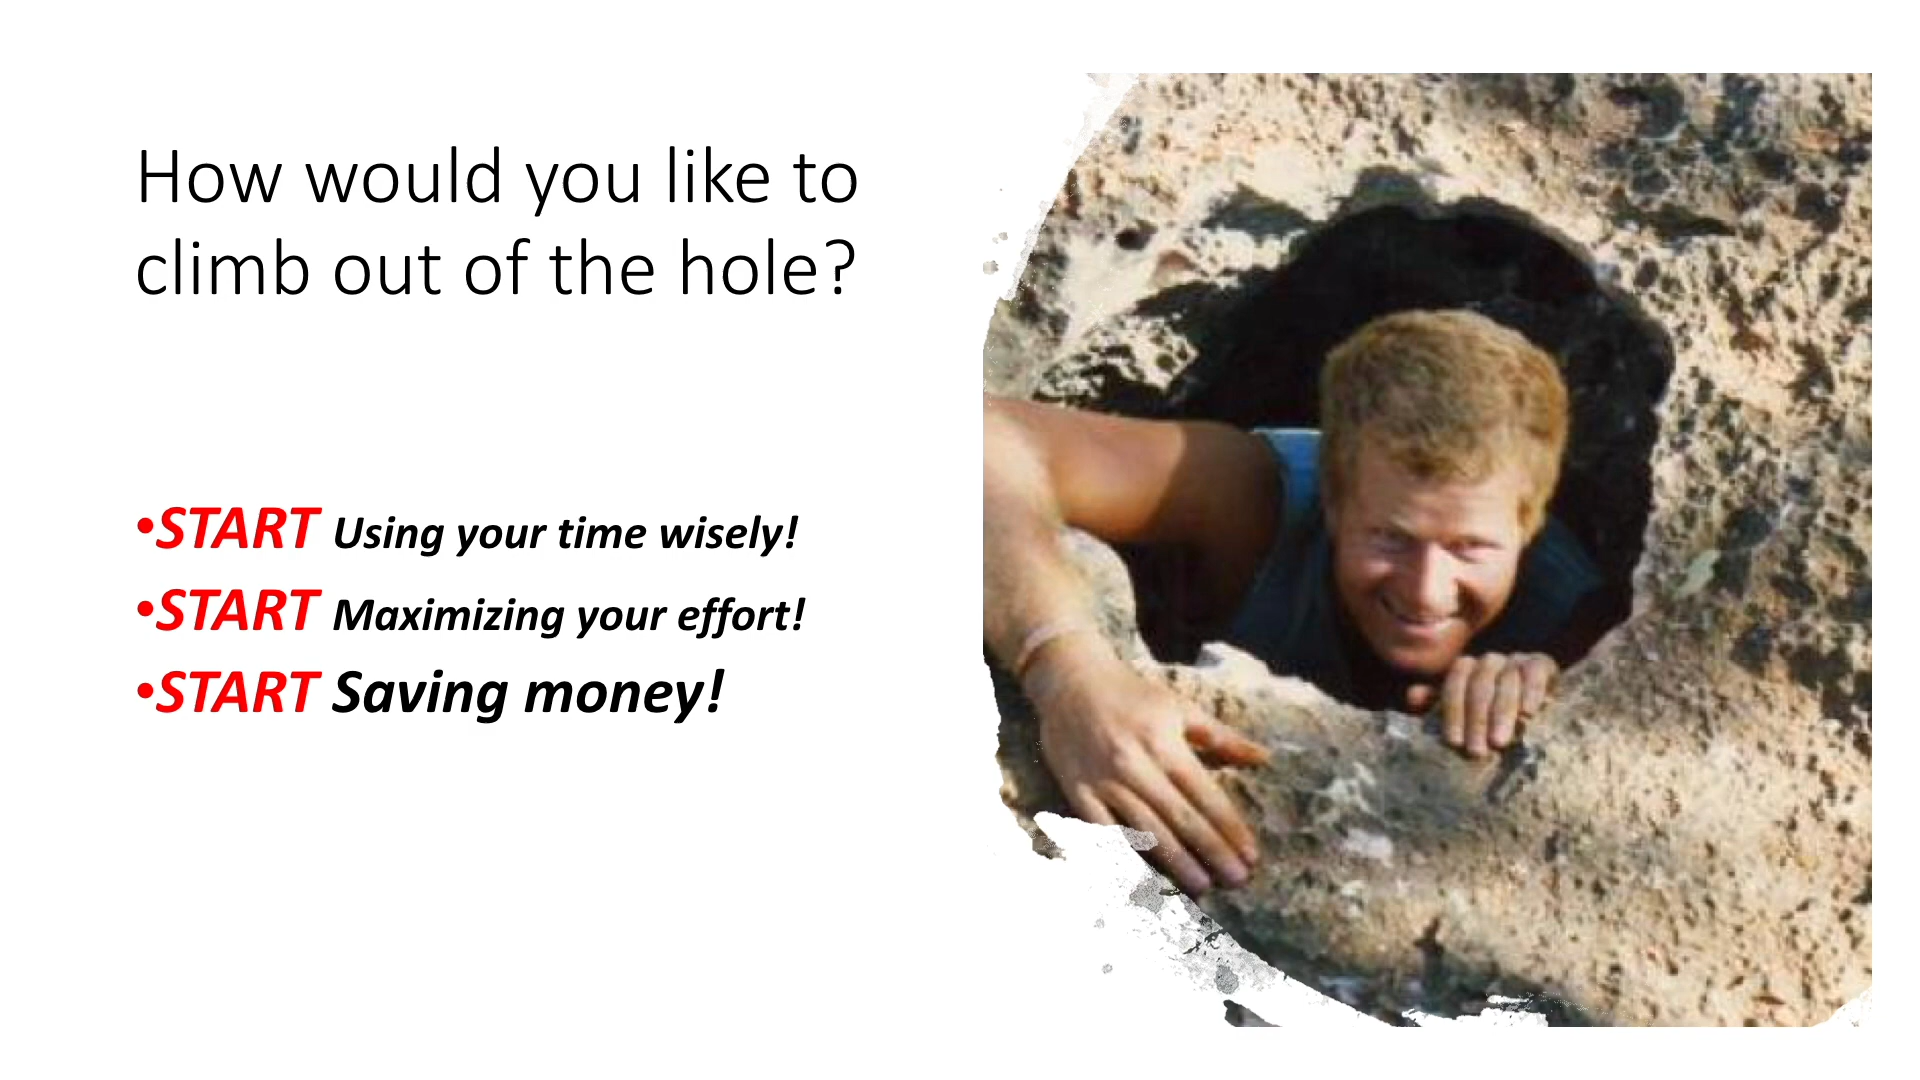 How would you like to
climb out of the hole?
•START Using your time wisely!
•START Maximizing your effort!
•START Saving money!